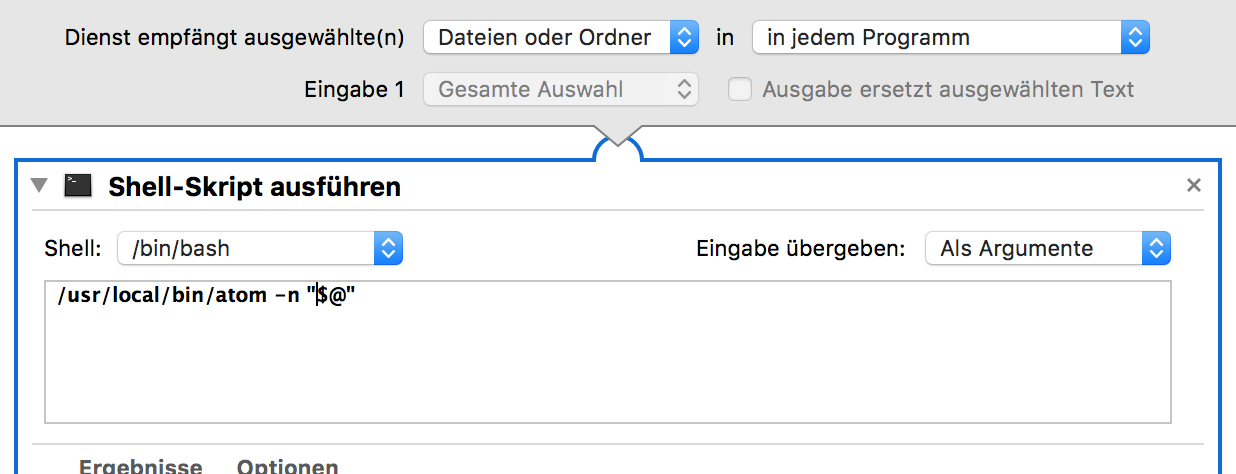 Dienst empfängt ausgewählte(n) Dateien oder Ordner in in jedem Programm
Eingabe 1 Gesamte Auswahl Ausgabe ersetzt ausgewählten Text
Shell-Skript ausführen
Shell: /bin/bash Eingabe übergeben: Als Argumente
/usr/local/bin/atom -n "$@"
Ergebnisse Optionen